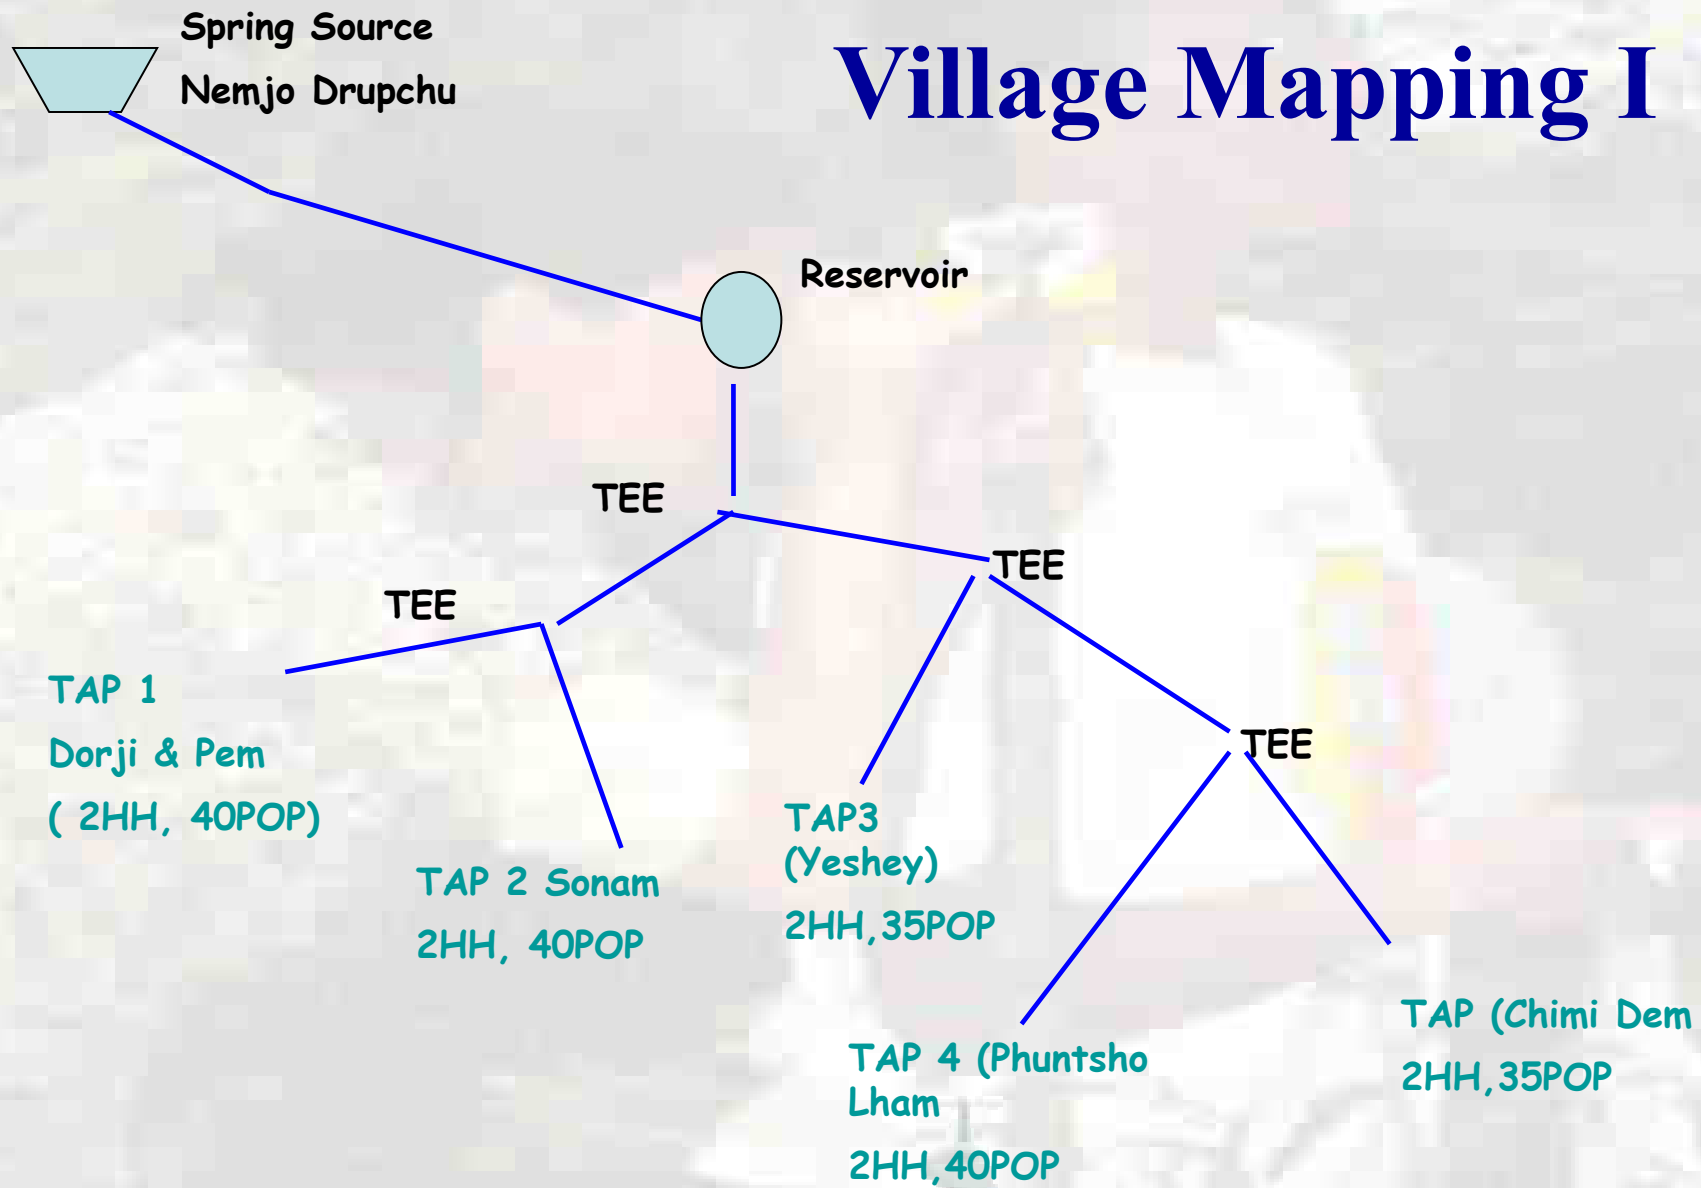 Spring Source
Nemjo Drupchu
Village Mapping I
Reservoir
TEE
TEE
TEE
TEE
TAP 1
Dorji & Pem
( 2HH, 40POP)
TAP 2 Sonam
2HH, 40POP
TAP3
(Yeshey)
2HH,35POP
TAP 4 (Phuntsho
Lham
2HH,40POP
TAP (Chimi Dem
2HH,35POP